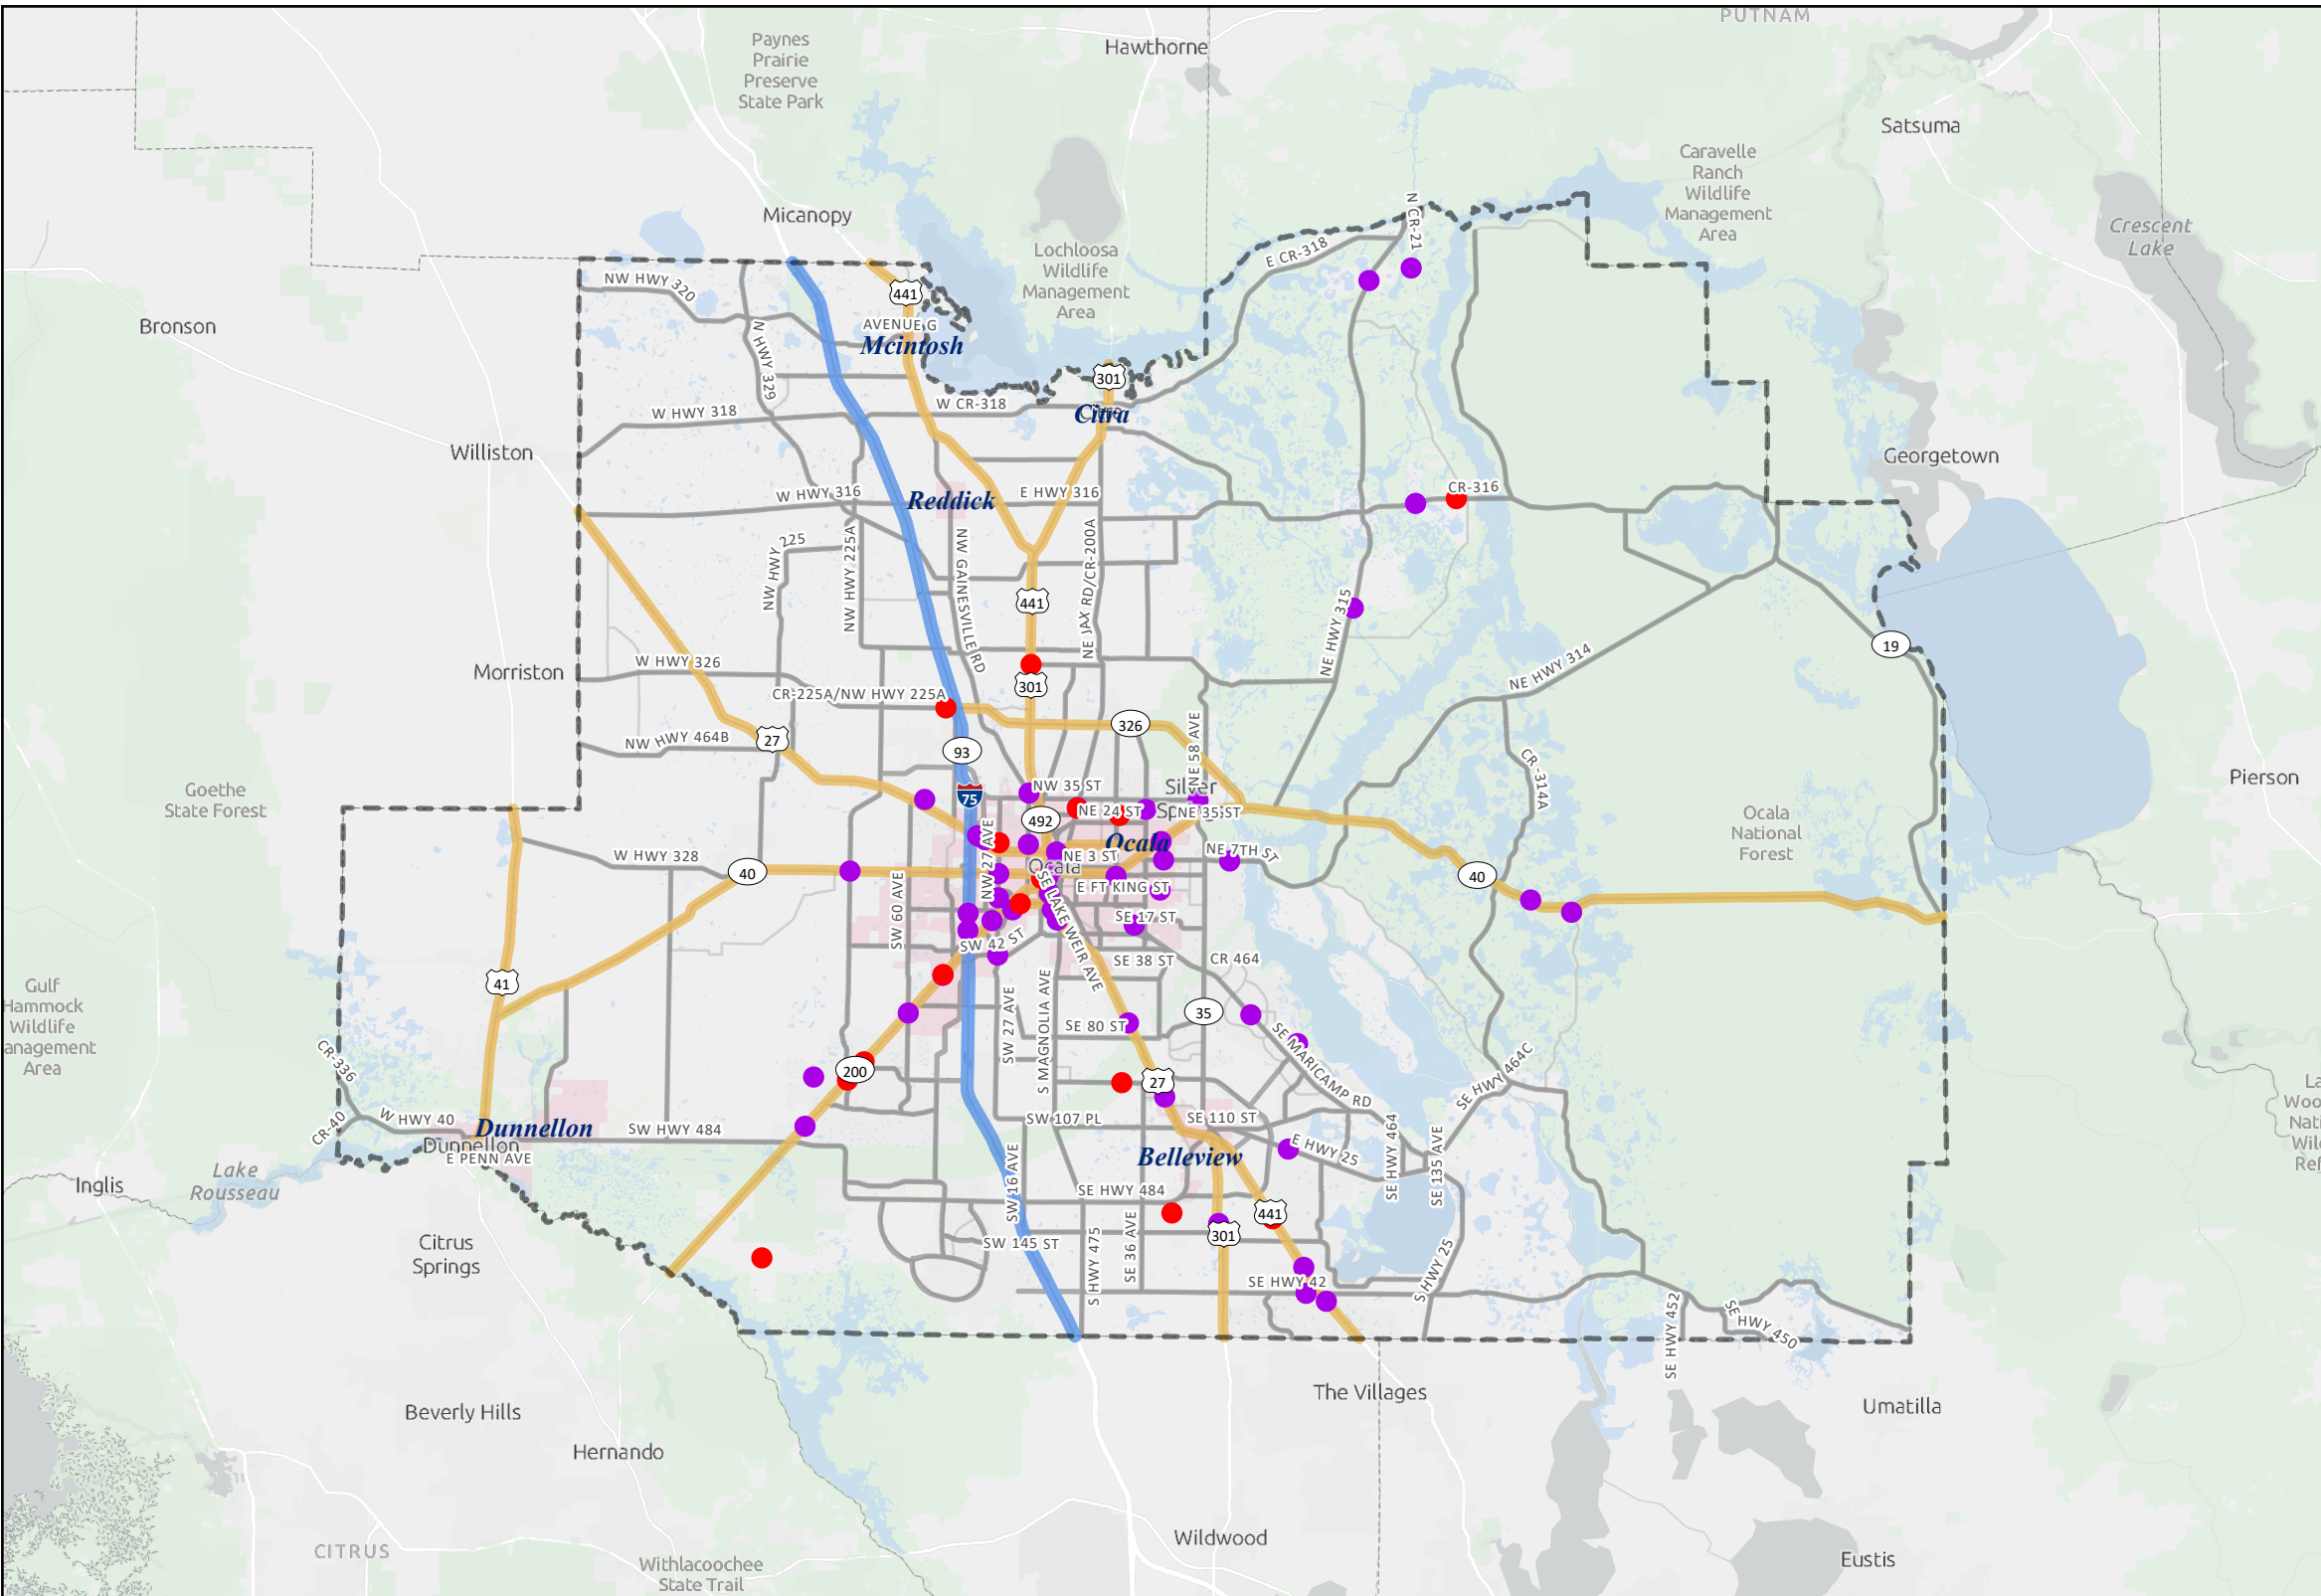 PUTNAM
Paynes
Prairie
Preserve
State Park
Hawthorne
Satsuma
Caravelle
Ranch
Wildlife
Management
Area
Micanopy
Lochloosa
Wildlife
Management
Area
Crescent
Lake
N CR-21
E CR-318
NW HWY 320
441
AVENUE G
Mcintosh
Bronson
N HWY 329
301
W HWY 318
W CR-318
Citra
Williston
Georgetown
W HWY 316
Reddick
E HWY 316
CR-316
NW HWY 225
NW HWY 225A
NW GAINESVILLE RD
NE JAX RD/CR-200A
441
NE HWY 315
19
Morriston
W HWY 326
NE HWY 314
301
CR-225A/NW HWY 225A
326
NE 58 AVE
27
NW HWY 464B
93
CR-314A
Pierson
Goethe
State Forest
75
NW 35 ST
Silver
NE 24 ST
NE 35 ST
492
Ocala
National
Forest
NW 27 AVE
Ocala
NE 3 ST
NE 7TH ST
W HWY 328
40
Ocala
40
E FT KING ST
SW 60 AVE
SE LAKE WEIR AVE
SE 17 ST
SW 42 ST
SE 38 ST
CR 464
41
Gulf
Hammock
Wildlife
anagement
Area
SW 27 AVE
S MAGNOLIA AVE
35
SE 80 ST
SE MARICAMP RD
CR-336
200
27
SE HWY 464C
CR-40
W HWY 40
Dunnellon
Dunnellon
E PENN AVE
SW HWY 484
SW 107 PL
SE 110 ST
SE HWY 464
SE 135 AVE
E HWY 25
Belleview
Lake
Rousseau
Inglis
SW 16 AVE
SE HWY 484
441
301
Citrus
Springs
SW 145 ST
S HWY 475
SE 36 AVE
SE HWY 42
S HWY 25
SE HWY 452
SE HWY 450
The Villages
Umatilla
Beverly Hills
Hernando
Wildwood
CITRUS
Withlacoochee
State Trail
Eustis